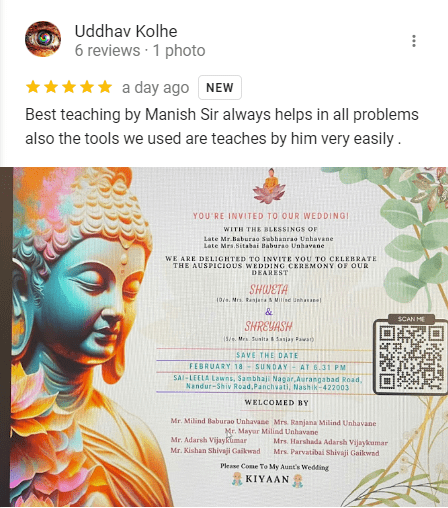 Uddhav Kolhe
6 reviews · 1 photo
★★★★★ a day ago NEW
Best teaching by Manish Sir always helps in all problems
also the tools we used are teaches by him very easily .
YOU'RE INVITED TO OUR WEDDING!
WITH THE BLESSINGS OF
Late Mr.Baburao Subhanrao Unhavane
Late Mrs.Sitabai Baburao Unhavane
WE ARE DELIGHTED TO INVITE YOU TO CELEBRATE
THE AUSPICIOUS WEDDING CEREMONY OF OUR
DEAREST
SHWETA
(D/o. Mrs. Ranjana & Milind Unhavane)
&
SHREYASH
(S/o. Mrs. Sunita & Sanjay Pawar)
SCAN ME
SAVE THE DATE
FEBRUARY 18 - SUNDAY - AT 6.31 PM
SAI-LEELA Lawns, Sambhaji Nagar,Aurangabad Road,
Nandur-Shiv Road,Panchvati, Nashik-422003
WELCOMED BY
Mr. Milind Baburao Unhavane Mrs. Ranjana Milind Unhavane
Mr. Mayur Milind Unhavane
Mr. Adarsh Vijaykumar Mrs. Harshada Adarsh Vijaykumar
Mr. Kishan Shivaji Gaikwad Mrs. Parvatibai Shivaji Gaikwad
Please Come To My Aunt's Wedding
KIYAAN